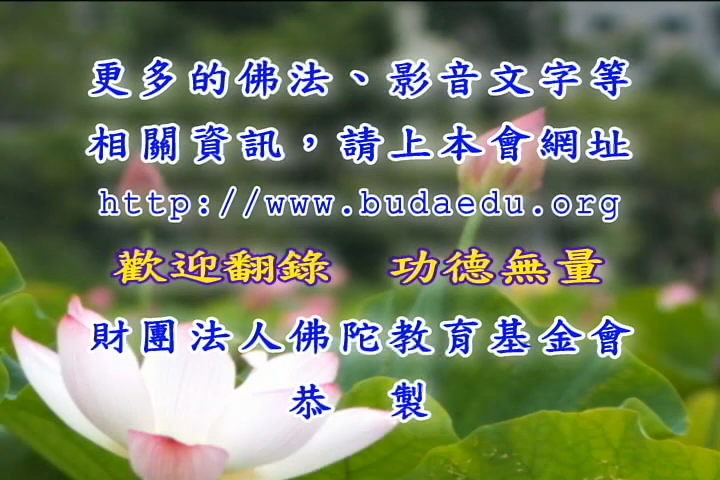 更多的佛法、影音文字等
相關資訊，請上本會網址
http://www.budaedu.org
歡迎翻錄　功德無量
財團法人佛陀教育基金會
恭　製